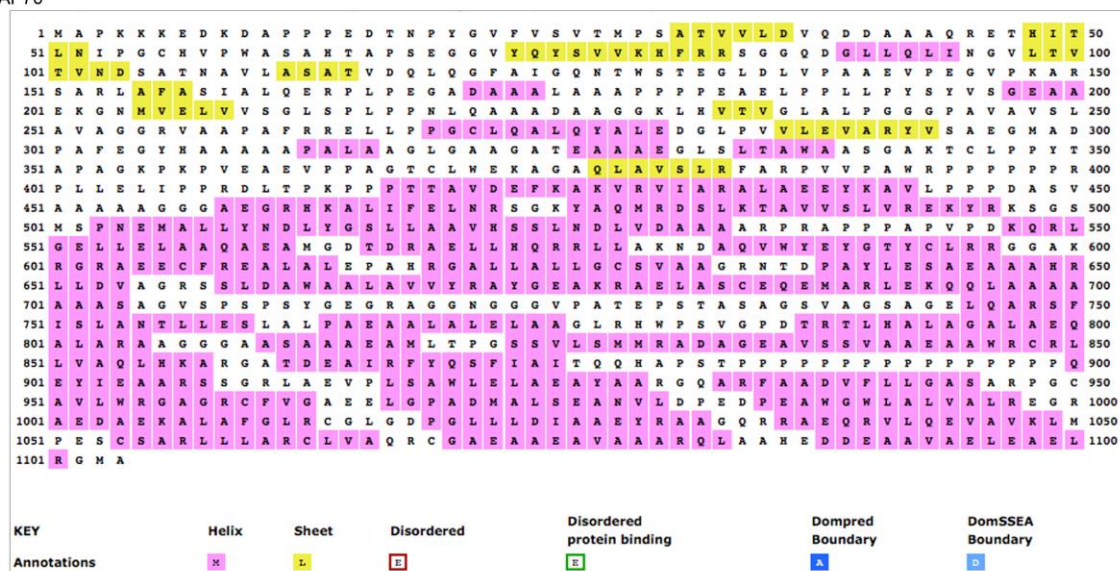 1 M A P K K K E D K D A P P P E D T N P Y G V F V S V T M P S A T V V L D V Q D D A A A Q R E T H I T 50
51 L N I P G C H V P W A S A H T A P S E G G V Y Q Y S V V K H F R R S G Q D G L L Q L I N G V L T V 100
101 T V N D S A T N A V L A S A T V D Q L Q G F A I G Q N T W S T E G L D L V P A A E V P E G V P K A R 150
151 S A R L A F A S I A L Q E R P L P E G A D A A A L A A A P P P P E A E L P P L L P Y S Y V S G E A A 200
201 E K G N M V E L V V S G L S P L P P N L Q A A A D A A G G K L H V T V G L A L P G G G P A V A V S L 250
251 A V A G G R V A A P A F R R E L L P P G C L Q A L Q Y A L E D G L P V V L E V A R Y V S A E G M A D 300
301 P A F E G Y H A A A A A P A L A A G L G A A G A T E A A A E G L S L T A W A A S G A K T C L P P Y T 350
351 A P A G K P K P V E A E V P P A G T C L W E K A G A Q L A V S L R F A R P V V P A W R P P P P P P R 400
401 P L L E L I P P R D L T P K P P P T T A V D E F K A K V R V I A R A L A E E Y K A V L P P P D A S V 450
451 A A A A A G G G A E G R H K A L I F E L N R S G K Y A Q M R D S L K T A V V S L V R E K Y R K S G S 500
501 M S P N E M A L L Y N D L Y G S L L A A V H S S L N D L V D A A A A R P R A P P P A P V P D K Q R L 550
551 G E L L E L A A Q A E A M G D T D R A E L L H Q R R L L A K N D A Q V W Y E Y G T Y C L R R G G A K 600
601 R G R A E E C F R E A L A L E P A H R G A L L A L L G C S V A A G R N T D P A Y L E S A E A A A H R 650
651 L L D V A G R S S L D A W A A L A V V Y R A Y G E A K R A E L A S C E Q E M A R L E K Q Q L A A A A 700
701 A A A S A G V S P S P S Y G E G R A G G N G G G V P A T E P S T A S A G S V A G S A G E L Q A R S F 750
751 I S L A N T L L E S L A L P A E A A L A L E L A A G L R H W P S V G P D T R T L H A L A G A L A E Q 800
801 A L A R A A G G G A A S A A A E A M L T P G S S V L S M M R A D A G E A V S S V A A E A A W R C R L 850
851 L V A Q L H K A R G A T D E A I R F Y Q S F I A I T Q Q H A P S T P P P P P P P P P P P P P P P P Q 900
901 E Y I E A A R S S G R L A E V P L S A W L E L A E A Y A A R G Q A R F A A D V F L L G A S A R P G C 950
951 A V L W R G A G R C F V G A E E L G P A D M A L S E A N V L D P E D P E A W G W L A L V A L R E G R 1000
1001 A E D A E K A L A F G L R C G L G D P G L L L D I A A E Y R A A G Q R R A E Q R V L Q E V A V K L M 1050
1051 P E S C S A R L L L A R C L V A Q R C G A E A A E A V A A A R Q L A A H E D D E A A V A E L E A E L 1100
1101 R G M A
KEY Helix Sheet Disordered Disordered protein binding Dompred Boundary DomSSEA Boundary
Annotations M L E E A D